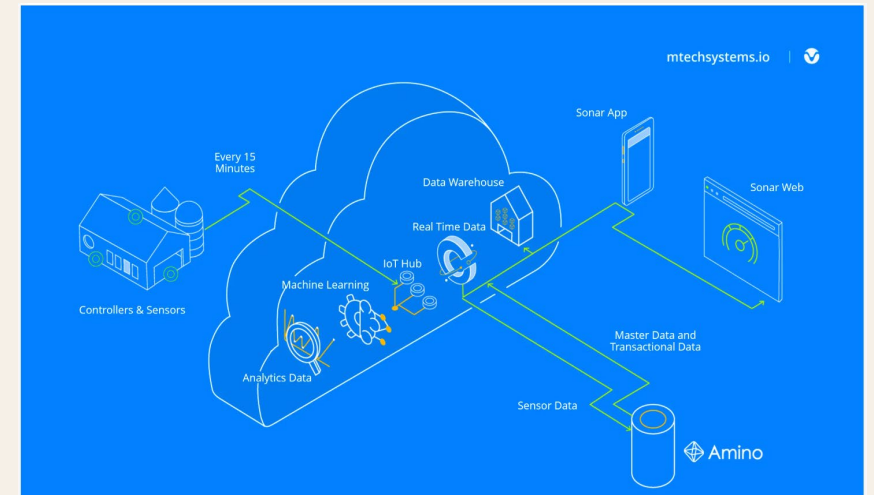 mtechsystems.io
Sonar App
Every 15
Minutes
Data Warehouse
Sonar Web
Real Time Data
IoT Hub
Machine Learning
Controllers & Sensors
Master Data and
Transactional Data
Analytics Data
Sensor Data
Amino